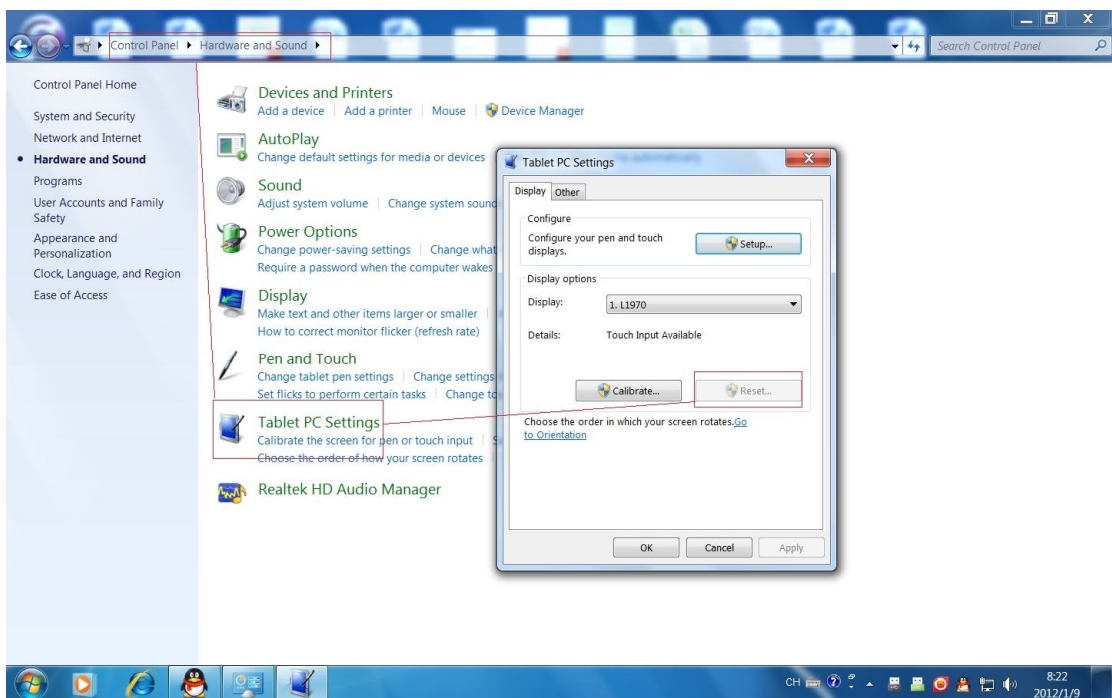 Control Panel
Hardware and Sound
Search Control Panel
Control Panel Home
System and Security
Network and Internet
Hardware and Sound
Programs
User Accounts and Family
Safety
Appearance and
Personalization
Clock, Language, and Region
Ease of Access
Devices and Printers
Add a device Add a printer Mouse Device Manager
AutoPlay
Change default settings for media or devices
Sound
Adjust system volume Change system sound
Power Options
Change power-saving settings Change what
Require a password when the computer wakes
Display
Make text and other items larger or smaller
How to correct monitor flicker (refresh rate)
Pen and Touch
Change tablet pen settings Change settings
Set flicks to perform certain tasks Change
Tablet PC Settings
Calibrate the screen for pen or touch input
Choose the order of how your screen rotates
Realtek HD Audio Manager
Tablet PC Settings
Display Other
Configure
Configure your pen and touch
displays.
Setup...
Display options
Display: 1. L1970
Details: Touch Input Available
Calibrate... Reset...
Choose the order in which your screen rotates.Go
to Orientation
OK Cancel Apply
CH
8:22
2012/1/9